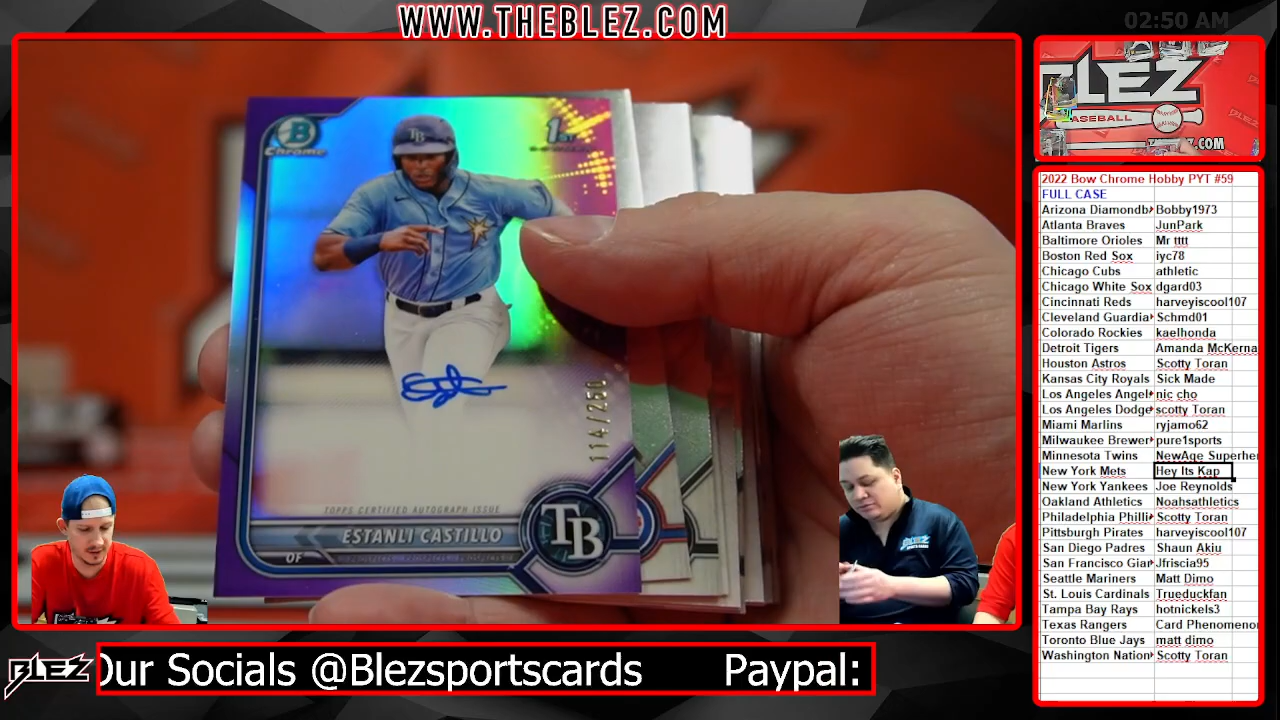 WWW.THEBLEZ.COM
02:50 AM
LEZ
ASEBALL
.COM
B
Chrome
1ST
TB
114/250
TOPPS CERTIFIED AUTOGRAPH ISSUE
ESTANLI CASTILLO
OF
TB
2022 Bow Chrome Hobby PYT #59
FULL CASE
Arizona Diamondb Bobby1973
Atlanta Braves JunPark
Baltimore Orioles Mr tttt
Boston Red Sox iyc78
Chicago Cubs athletic
Chicago White Sox dgard03
Cincinnati Reds harveyiscool107
Cleveland Guardia Schmd01
Colorado Rockies kaelhonda
Detroit Tigers Amanda McKerna
Houston Astros Scotty Toran
Kansas City Royals Sick Made
Los Angeles Angel nic cho
Los Angeles Dodge scotty Toran
Miami Marlins ryjamo62
Milwaukee Brewer pure1sports
Minnesota Twins NewAge Superher
New York Mets Hey Its Kap
New York Yankees Joe Reynolds
Oakland Athletics Noahsathletics
Philadelphia Philli Scotty Toran
Pittsburgh Pirates harveyiscool107
San Diego Padres Shaun Akiu
San Francisco Giar Jfriscia95
Seattle Mariners Matt Dimo
St. Louis Cardinals Trueduckfan
Tampa Bay Rays hotnickels3
Texas Rangers Card Phenomenon
Toronto Blue Jays matt dimo
Washington Nation Scotty Toran
BLEZ
Our Socials @Blezsportscards Paypal: